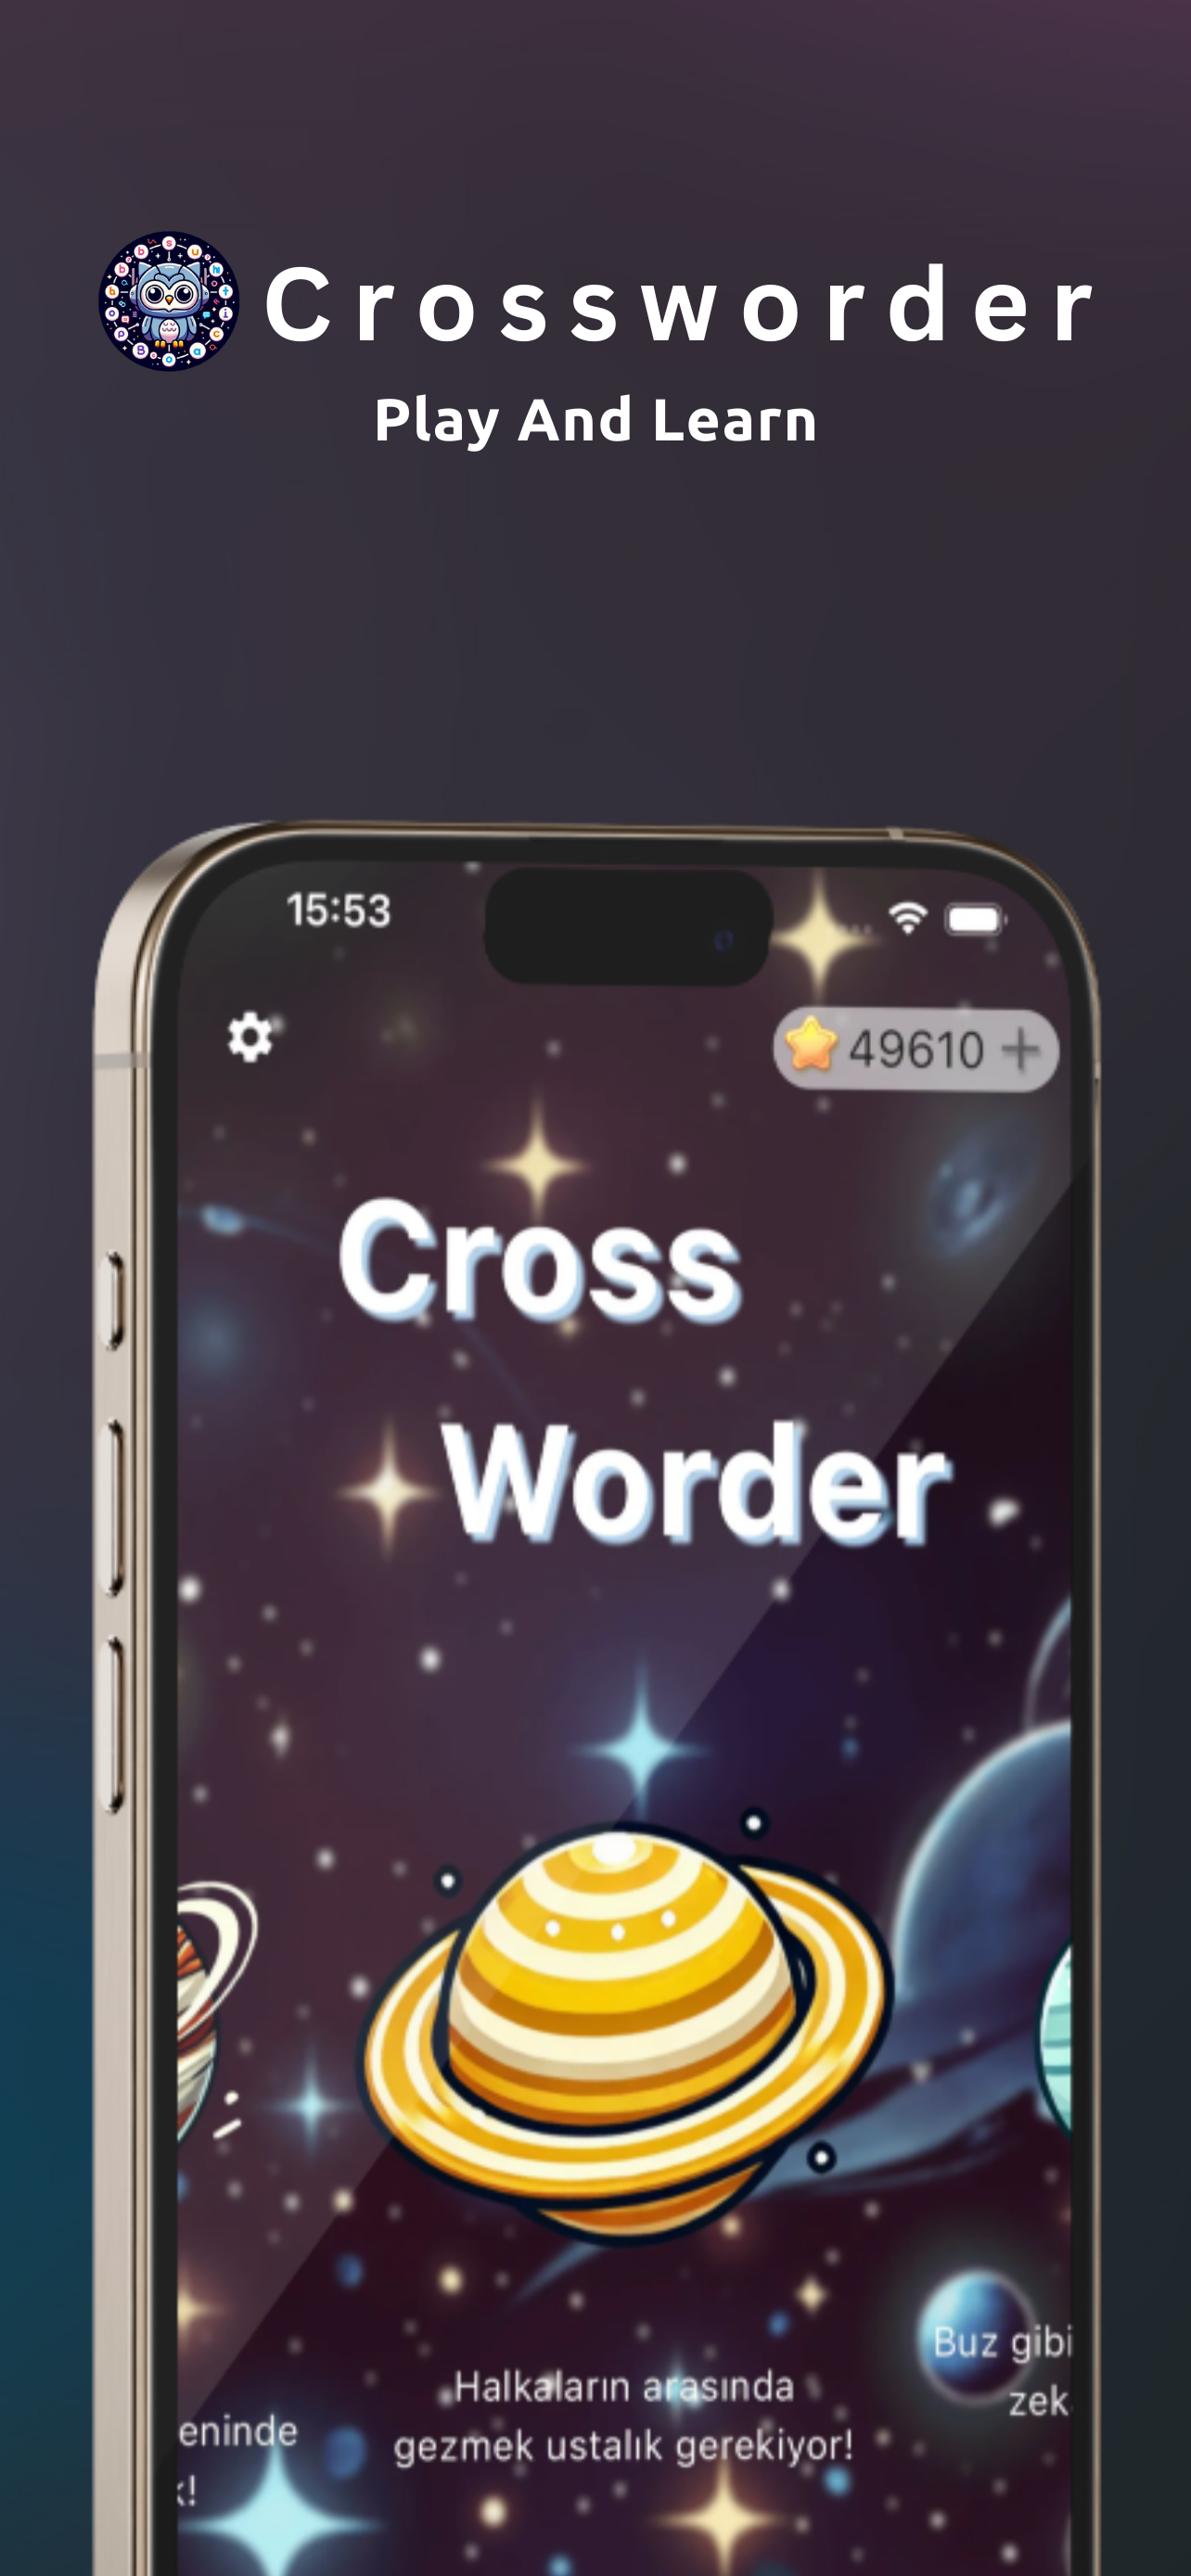 Crossworder
Play And Learn
15:53
49610 +
Cross
Worder
Halkaların arasında
gezmek ustalık gerekiyor!
Buz gibi
zek
eninde
k!